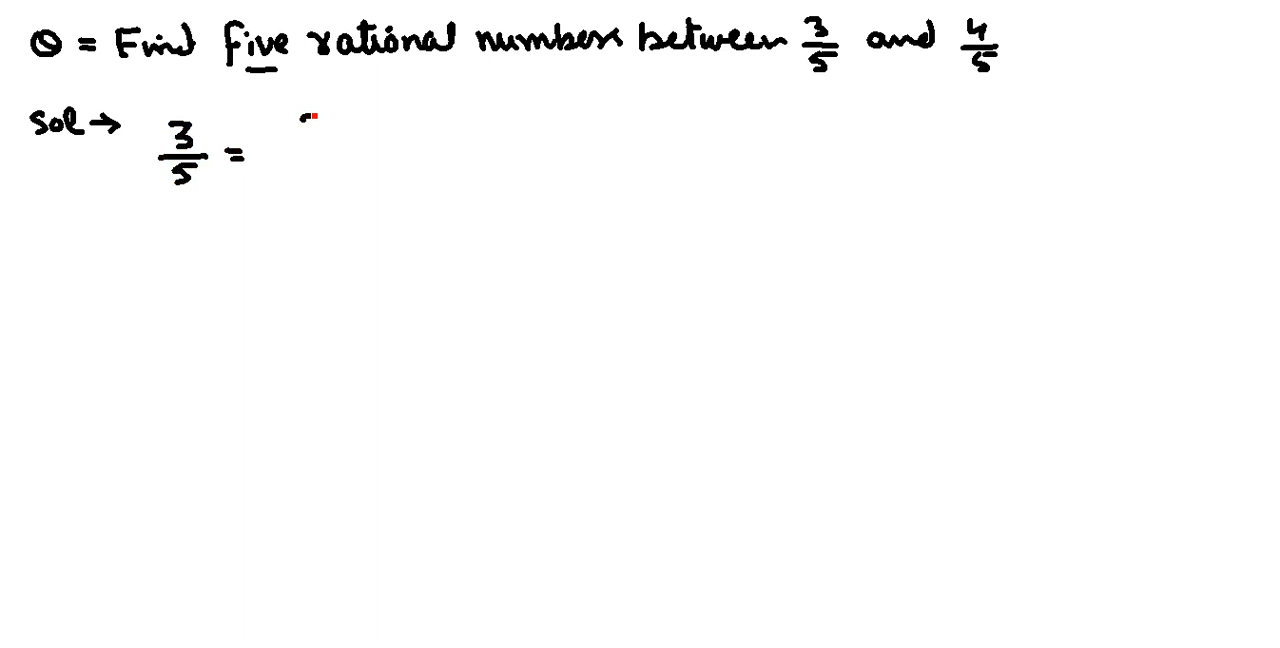 Q = Find five rational numbers between 3/5 and 4/5
Sol → 3/5 =